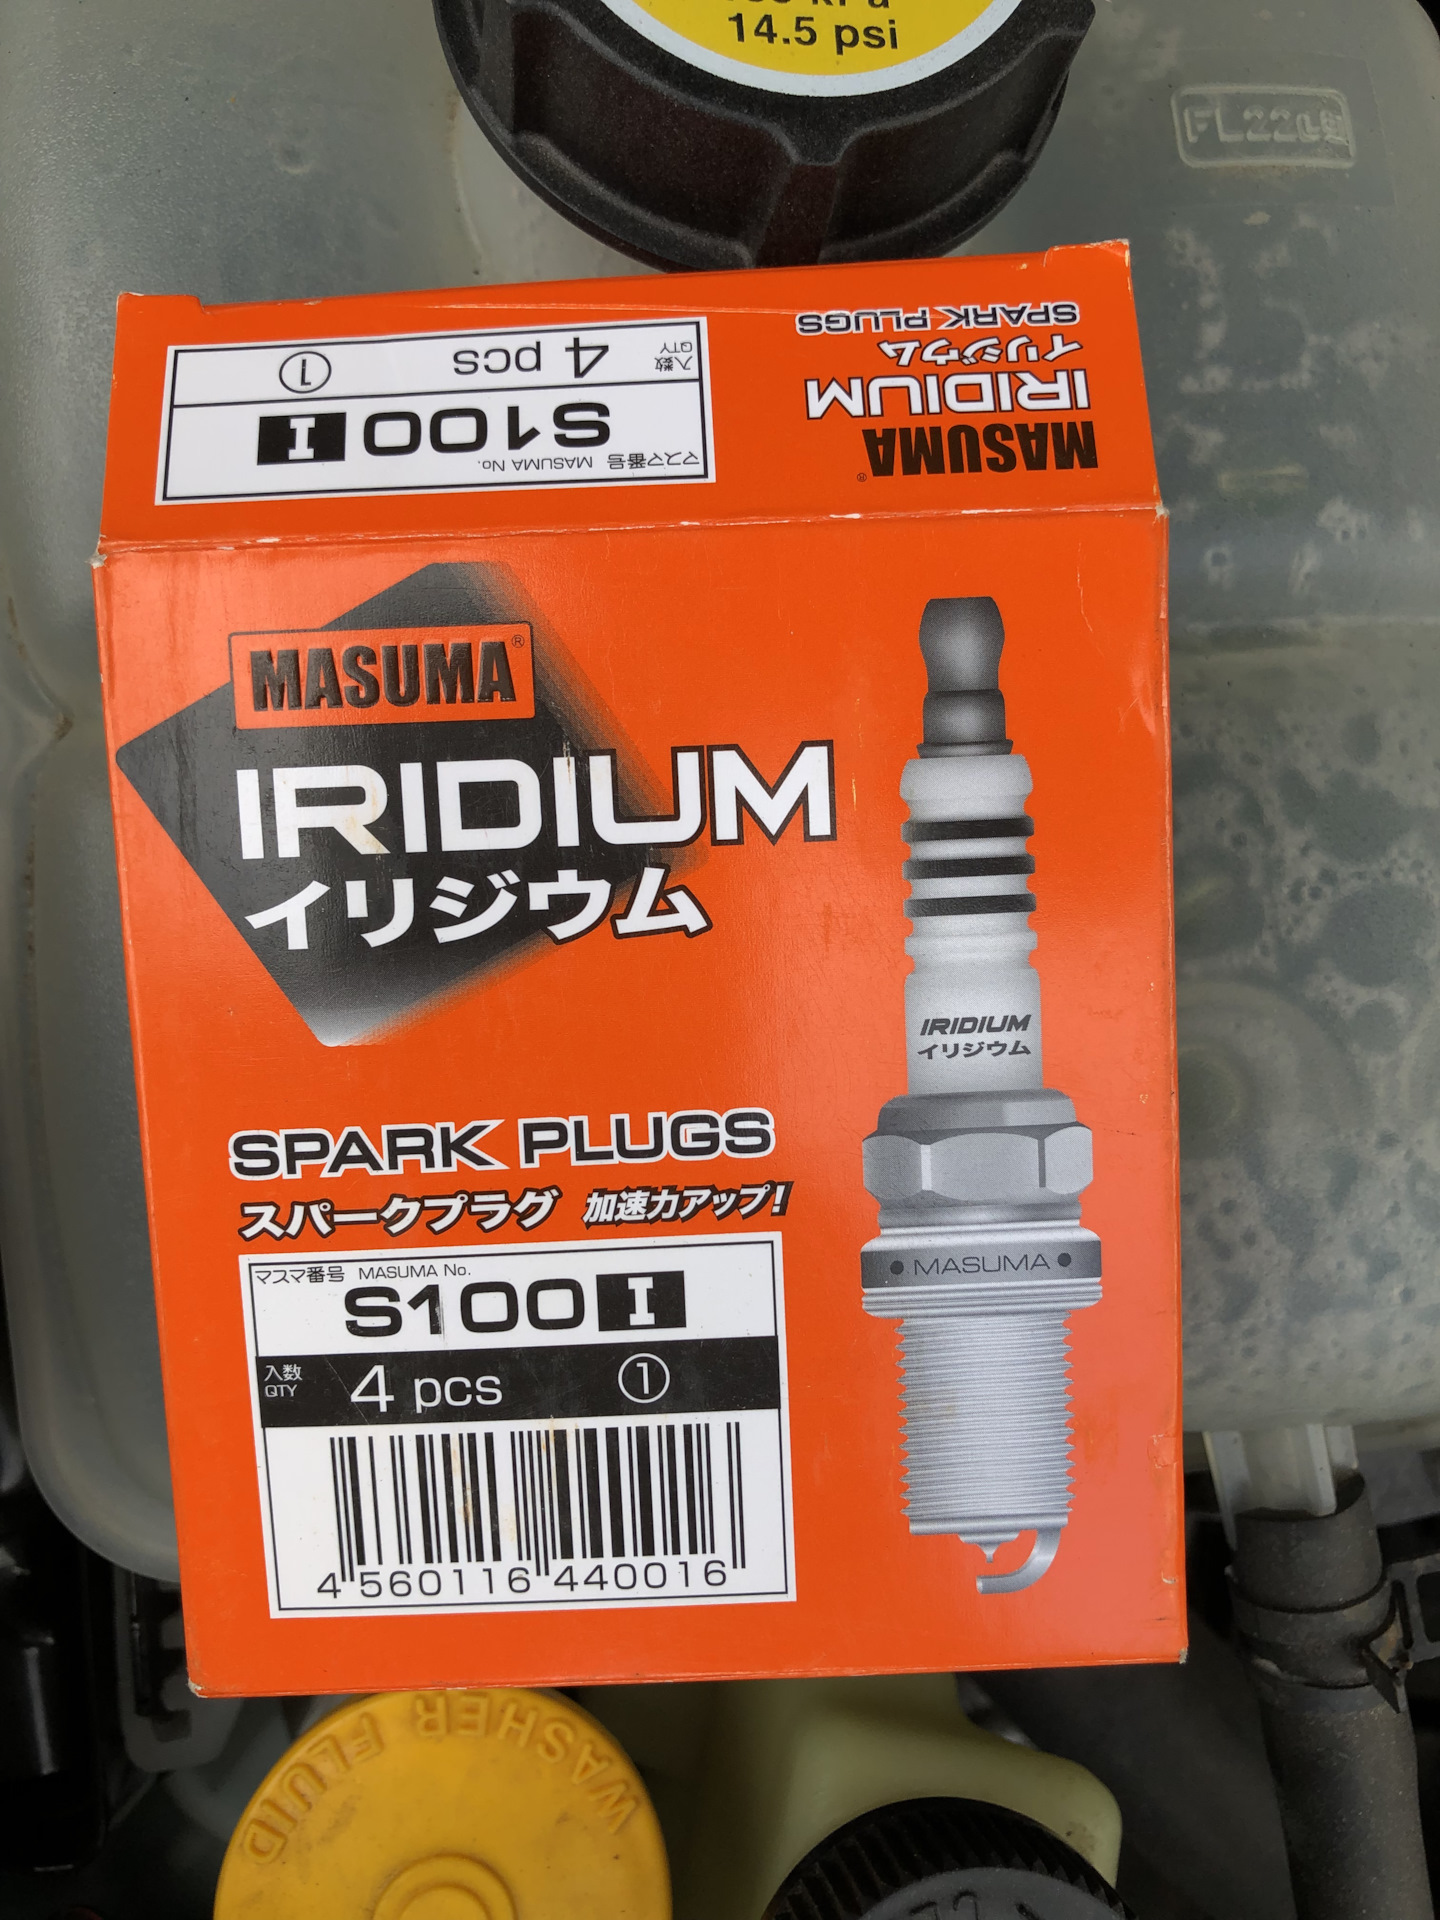 14.5 psi
FL22
SPARK PLUGS
イリジウム
IRIDIUM
MASUMA®
入数
QTY
4 pcs ①
S100 I
マスマ番号 MASUMA No.
MASUMA®
IRIDIUM
イリジウム
SPARK PLUGS
スパークプラグ 加速力アップ!
マスマ番号 MASUMA No.
S100 I
入数
QTY
4 pcs ①
4 560116 440016
IRIDIUM
イリジウム
• MASUMA •
WASHER FLUID